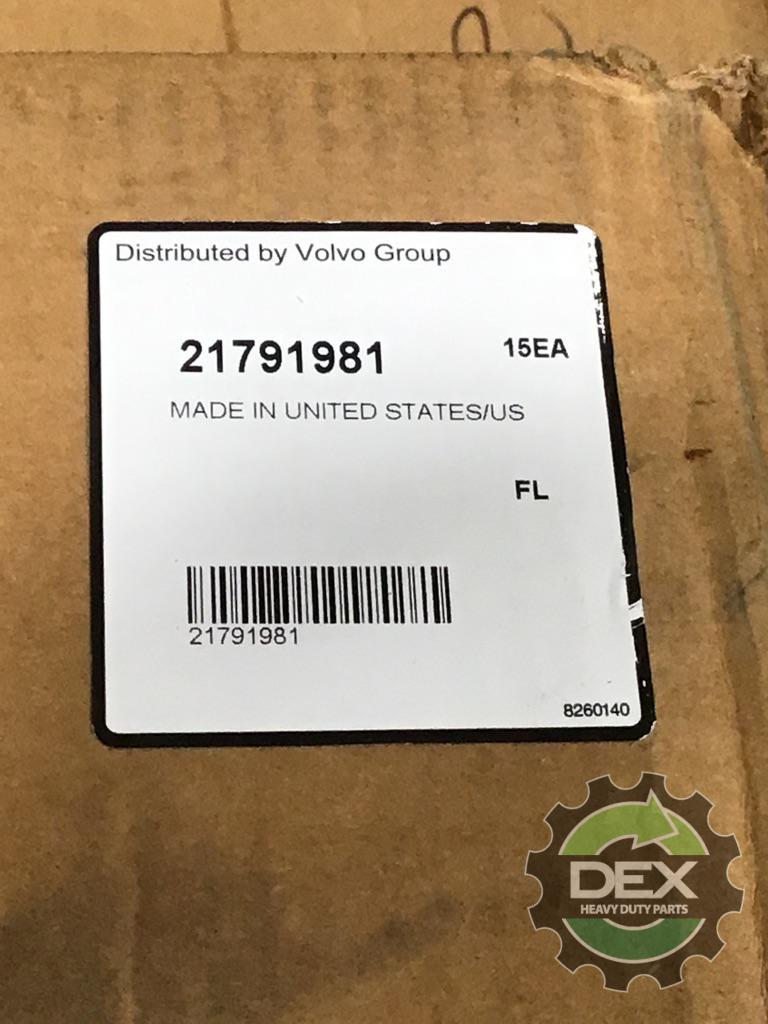 Distributed by Volvo Group
21791981 15EA
MADE IN UNITED STATES/US
FL
21791981
8260140
DEX
HEAVY DUTY PARTS